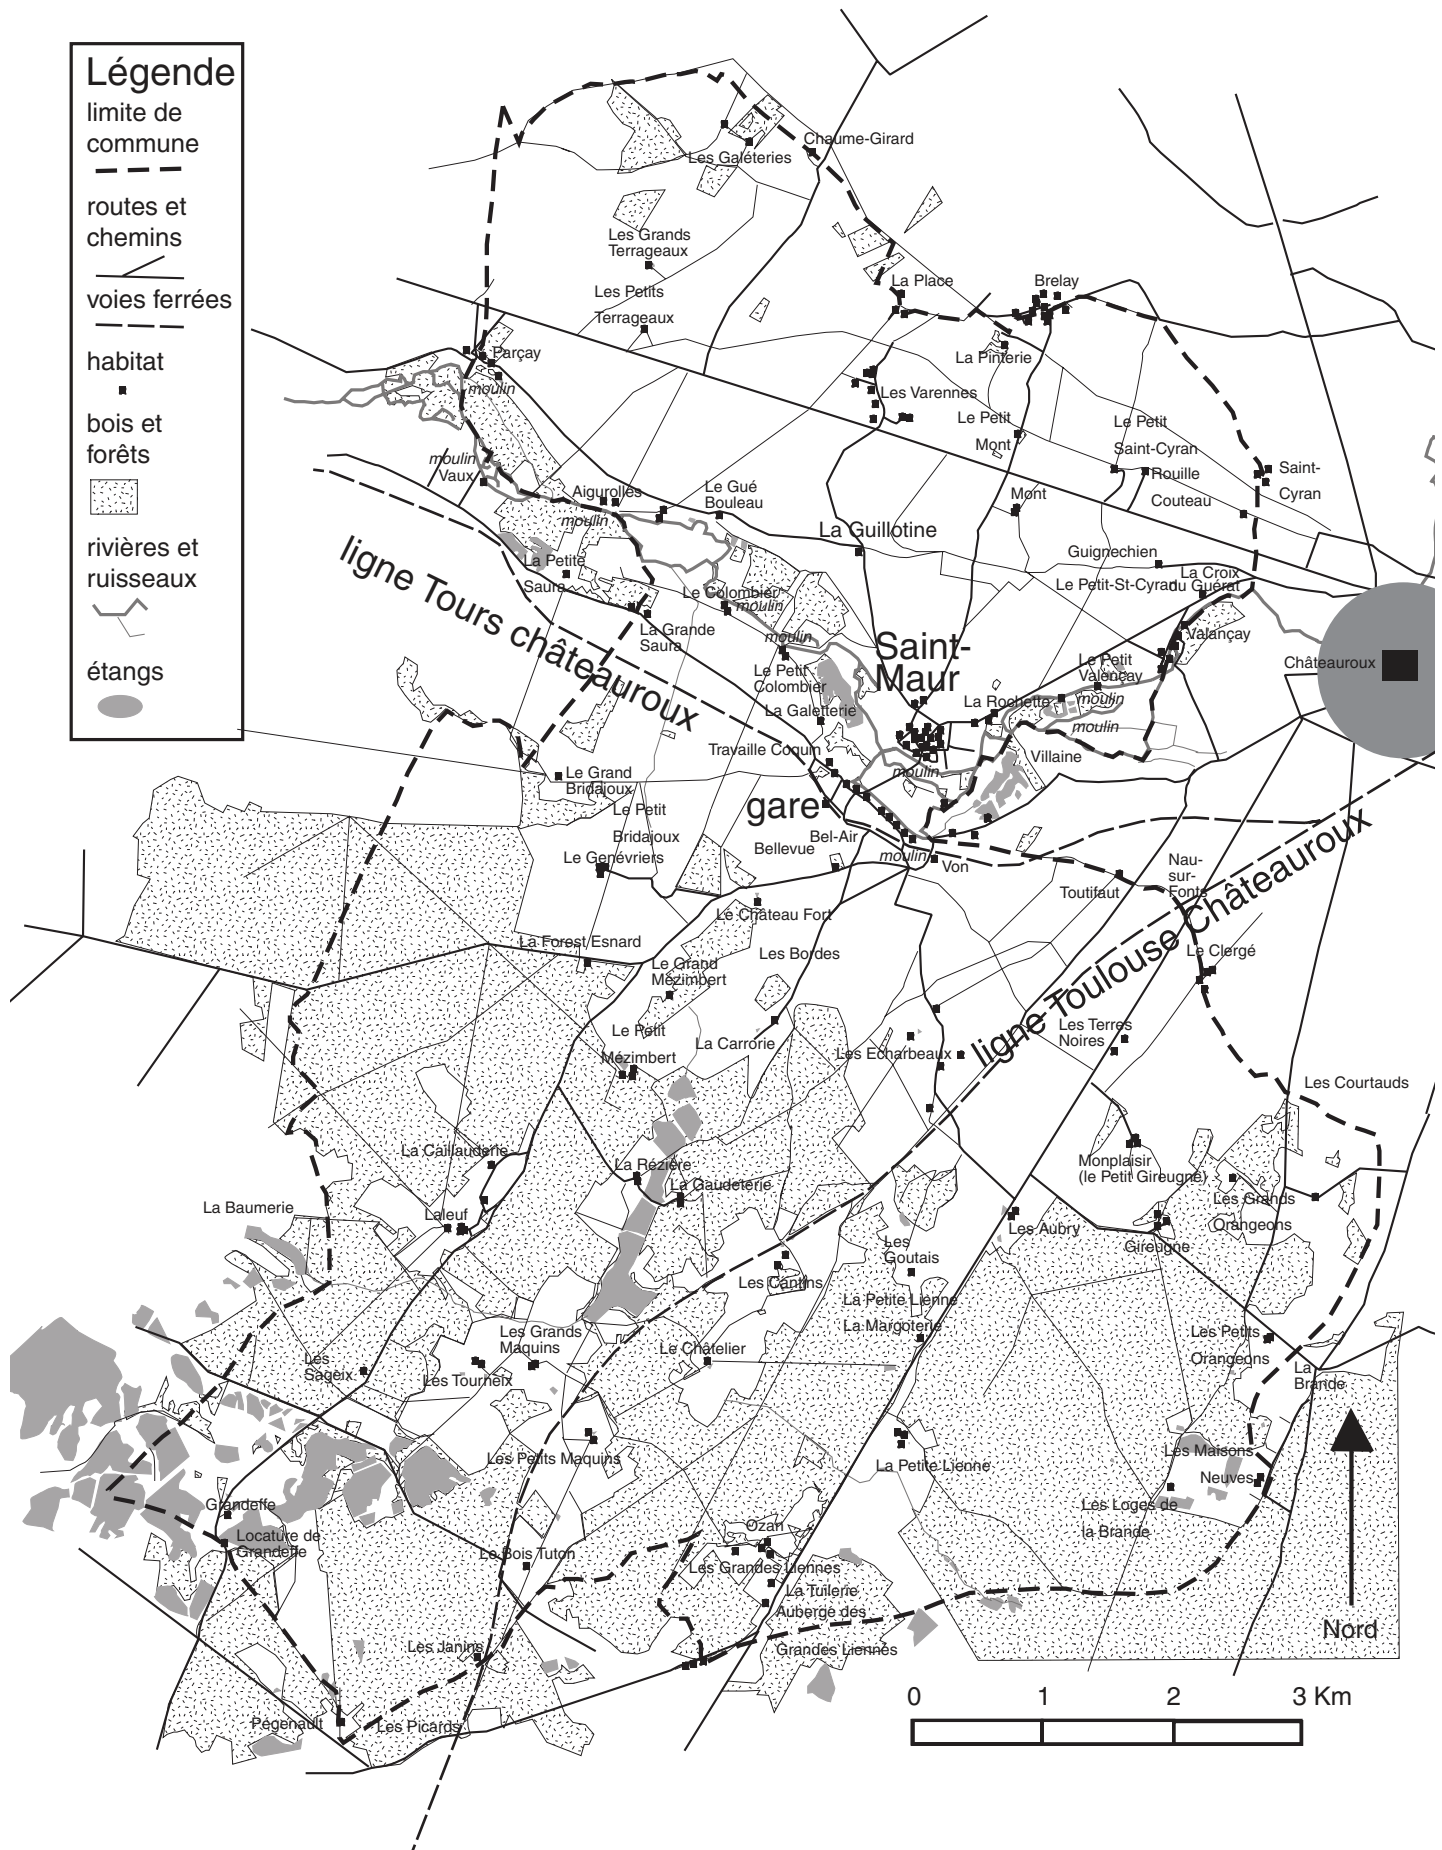 Légende
limite de
commune
routes et
chemins
voies ferrées
habitat
bois et
forêts
rivières et
ruisseaux
étangs
Chaume-Girard
Les Galéteries
Les Grands
Terrageaux
Les Petits
Terrageaux
La Place
Brelay
La Pinterie
Parçay
moulin
Les Varennes
Le Petit
Mont
Le Petit
Saint-Cyran
Rouille
Couteau
Saint-
Cyran
moulin
Vaux
Aigurolles
moulin
Le Gué
Bouleau
Mont
La Guillotine
Guignechien
Le Petit-St-Cyran
La Croix
du Guérat
ligne Tours châteauroux
La Petite
Saura
Le Colombier
moulin
La Grande
Saura
moulin
Saint-
Maur
Valançay
Châteauroux
Le Petit
Colombier
Le Petit
Valençay
moulin
La Galetterie
La Rochette
moulin
Travaille Coquin
Villaine
moulin
Le Grand
Bridajoux
gare
Le Petit
Bridajoux
Bel-Air
Bellevue
moulin
Von
Le Genévriers
Toutifaut
Nau-
sur-
Fonts
Le Château Fort
La Forest Esnard
Les Bordes
Le Clergé
Le Grand
Mézimbert
ligne Toulouse Châteauroux
Le Petit
Mézimbert
La Carrorie
Les Echarbeaux
Les Terres
Noires
Les Courtauds
La Caillauderie
La Rézière
La Gaudeterie
Monplaisir
(le Petit Gireugne)
Les Grands
Orangeons
La Baumerie
Laleuf
Les Aubry
Gireugne
Les
Goutais
Les Cantins
La Petite Lienne
La Margoterie
Les Grands
Maquins
Le Châtelier
Les Petits
Orangeons
Les
Sageix
Les Tourneix
La
Brande
Les Petits Maquins
La Petite Lienne
Les Maisons
Neuves
Les Loges de
la Brande
Grandeffe
Locature de
Grandeffe
Ozan
Le Bois Tuton
Les Grandes Liennes
La Tuilerie
Auberge des
Grandes Liennes
Les Janins
Nord
Pégenault
Les Picards
0 1 2 3 Km